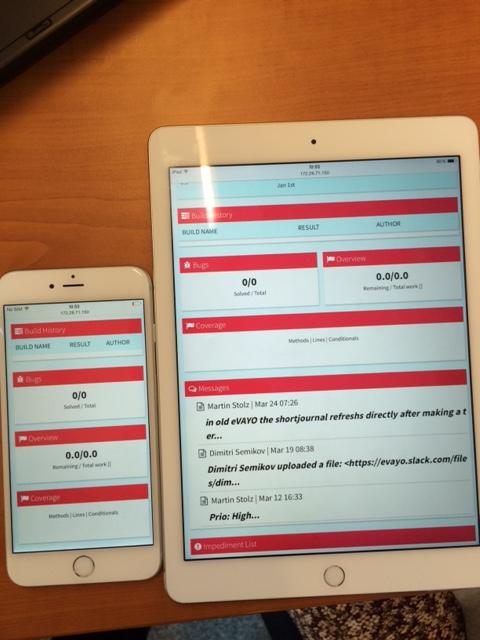 No SIM
10:03
172.26.71.150
Build History
BUILD NAME RESULT AUTHOR
Bugs
0/0
Solved / Total
Overview
0.0/0.0
Remaining / Total work []
Coverage
Methods | Lines | Conditionals
iPad
10:03
90%
172.26.71.150
Jan 1st
Build History
BUILD NAME RESULT AUTHOR
Bugs
0/0
Solved / Total
Overview
0.0/0.0
Remaining / Total work []
Coverage
Methods | Lines | Conditionals
Messages
Martin Stolz | Mar 24 07:26
in old eVAYO the shortjournal refreshs directly after making a t
er...
Dimitri Semikov | Mar 19 08:38
Dimitri Semikov uploaded a file: <https://evayo.slack.com/file
s/dim...
Martin Stolz | Mar 12 16:33
Prio: High...
Impediment List